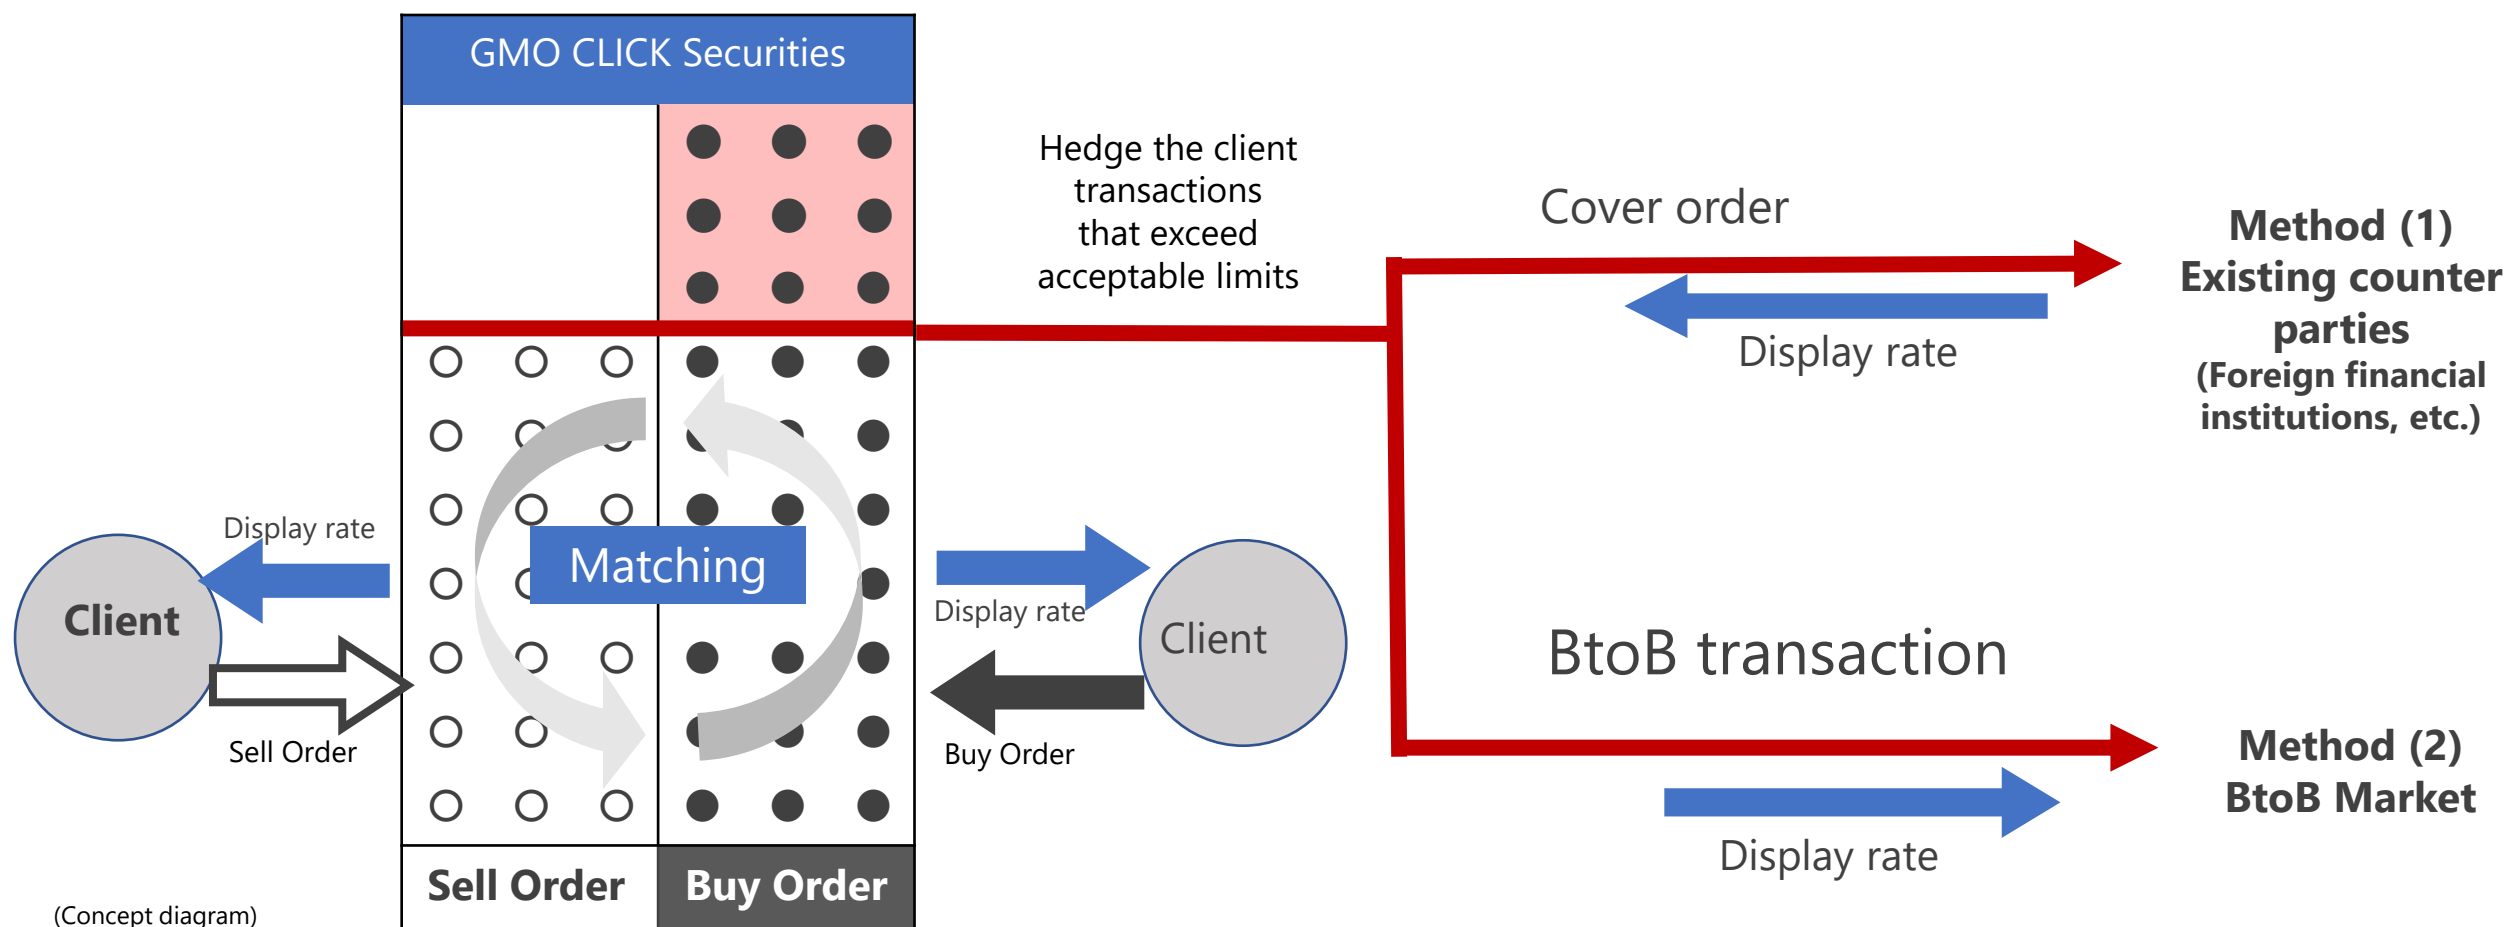 GMO CLICK Securities
Hedge the client
transactions
that exceed
acceptable limits
Cover order
Display rate
Method (1)
Existing counter
parties
(Foreign financial
institutions, etc.)
Display rate
Client
Sell Order
Matching
Display rate
Client
Buy Order
BtoB transaction
Display rate
Method (2)
BtoB Market
Sell Order
Buy Order
(Concept diagram)